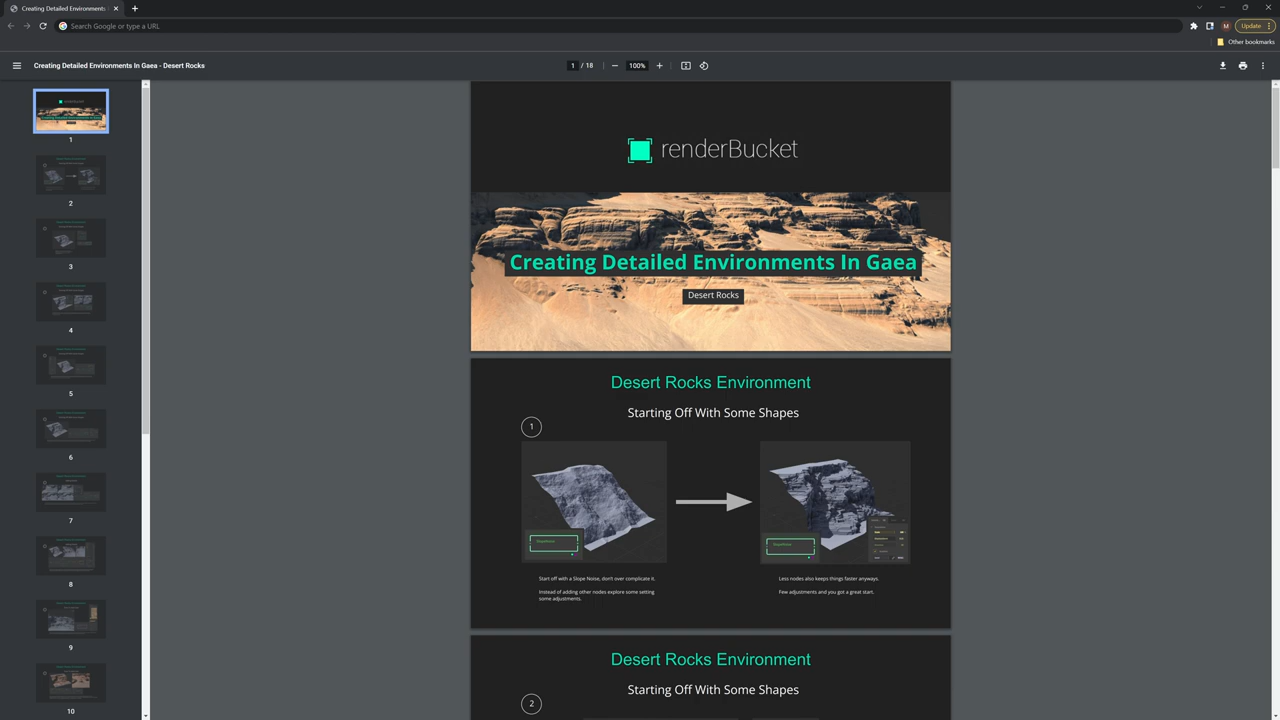 Creating Detailed Environments
Search Google or type a URL
M
Update
Other bookmarks
Creating Detailed Environments In Gaea - Desert Rocks
1 / 18
100%
1
2
3
4
5
6
7
8
9
10
renderBucket
Creating Detailed Environments In Gaea
Desert Rocks
Desert Rocks Environment
Starting Off With Some Shapes
1
SlopeNoise
SlopeNoise
Start off with a Slope Noise, don't over complicate it.
Instead of adding other nodes explore some setting
some adjustments.
Less nodes also keeps things faster anyways.
Few adjustments and you got a great start.
Desert Rocks Environment
Starting Off With Some Shapes
2